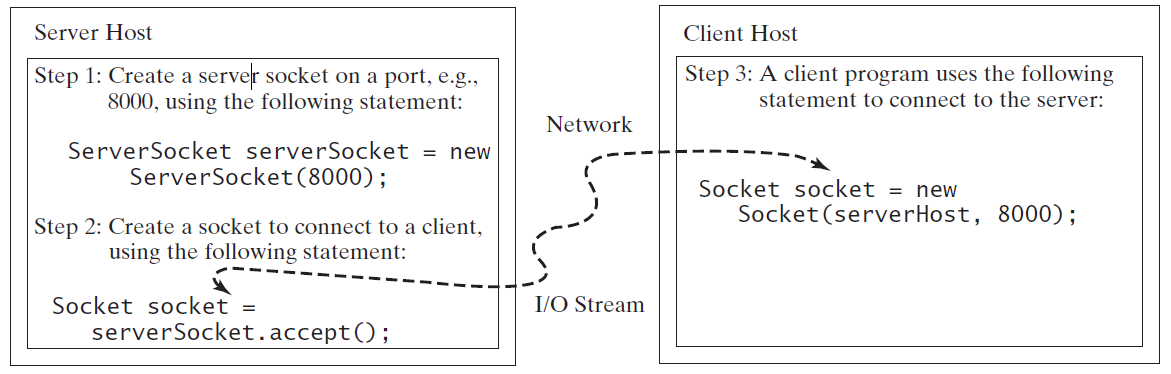 Server Host
Step 1: Create a server socket on a port, e.g.,
8000, using the following statement:
ServerSocket serverSocket = new
ServerSocket(8000);
Step 2: Create a socket to connect to a client,
using the following statement:
Socket socket =
serverSocket.accept();
Network
I/O Stream
Client Host
Step 3: A client program uses the following
statement to connect to the server:
Socket socket = new
Socket(serverHost, 8000);